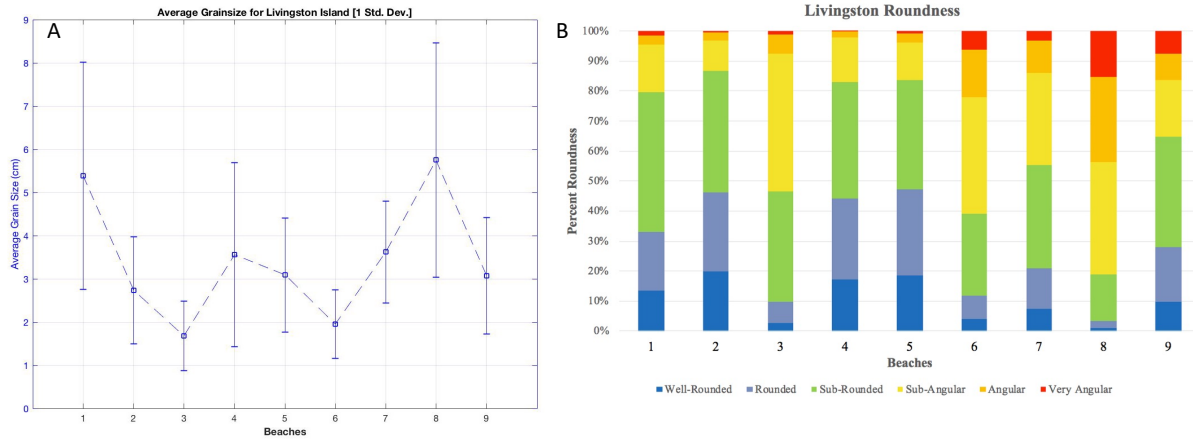 A
Average Grainsize for Livingston Island [1 Std. Dev.]
Average Grain Size (cm)
9
8
7
6
5
4
3
2
1
0
1 2 3 4 5 6 7 8 9
Beaches
B
Livingston Roundness
Percent Roundness
100%
90%
80%
70%
60%
50%
40%
30%
20%
10%
0%
1 2 3 4 5 6 7 8 9
Beaches
Well-Rounded Rounded Sub-Rounded Sub-Angular Angular Very Angular